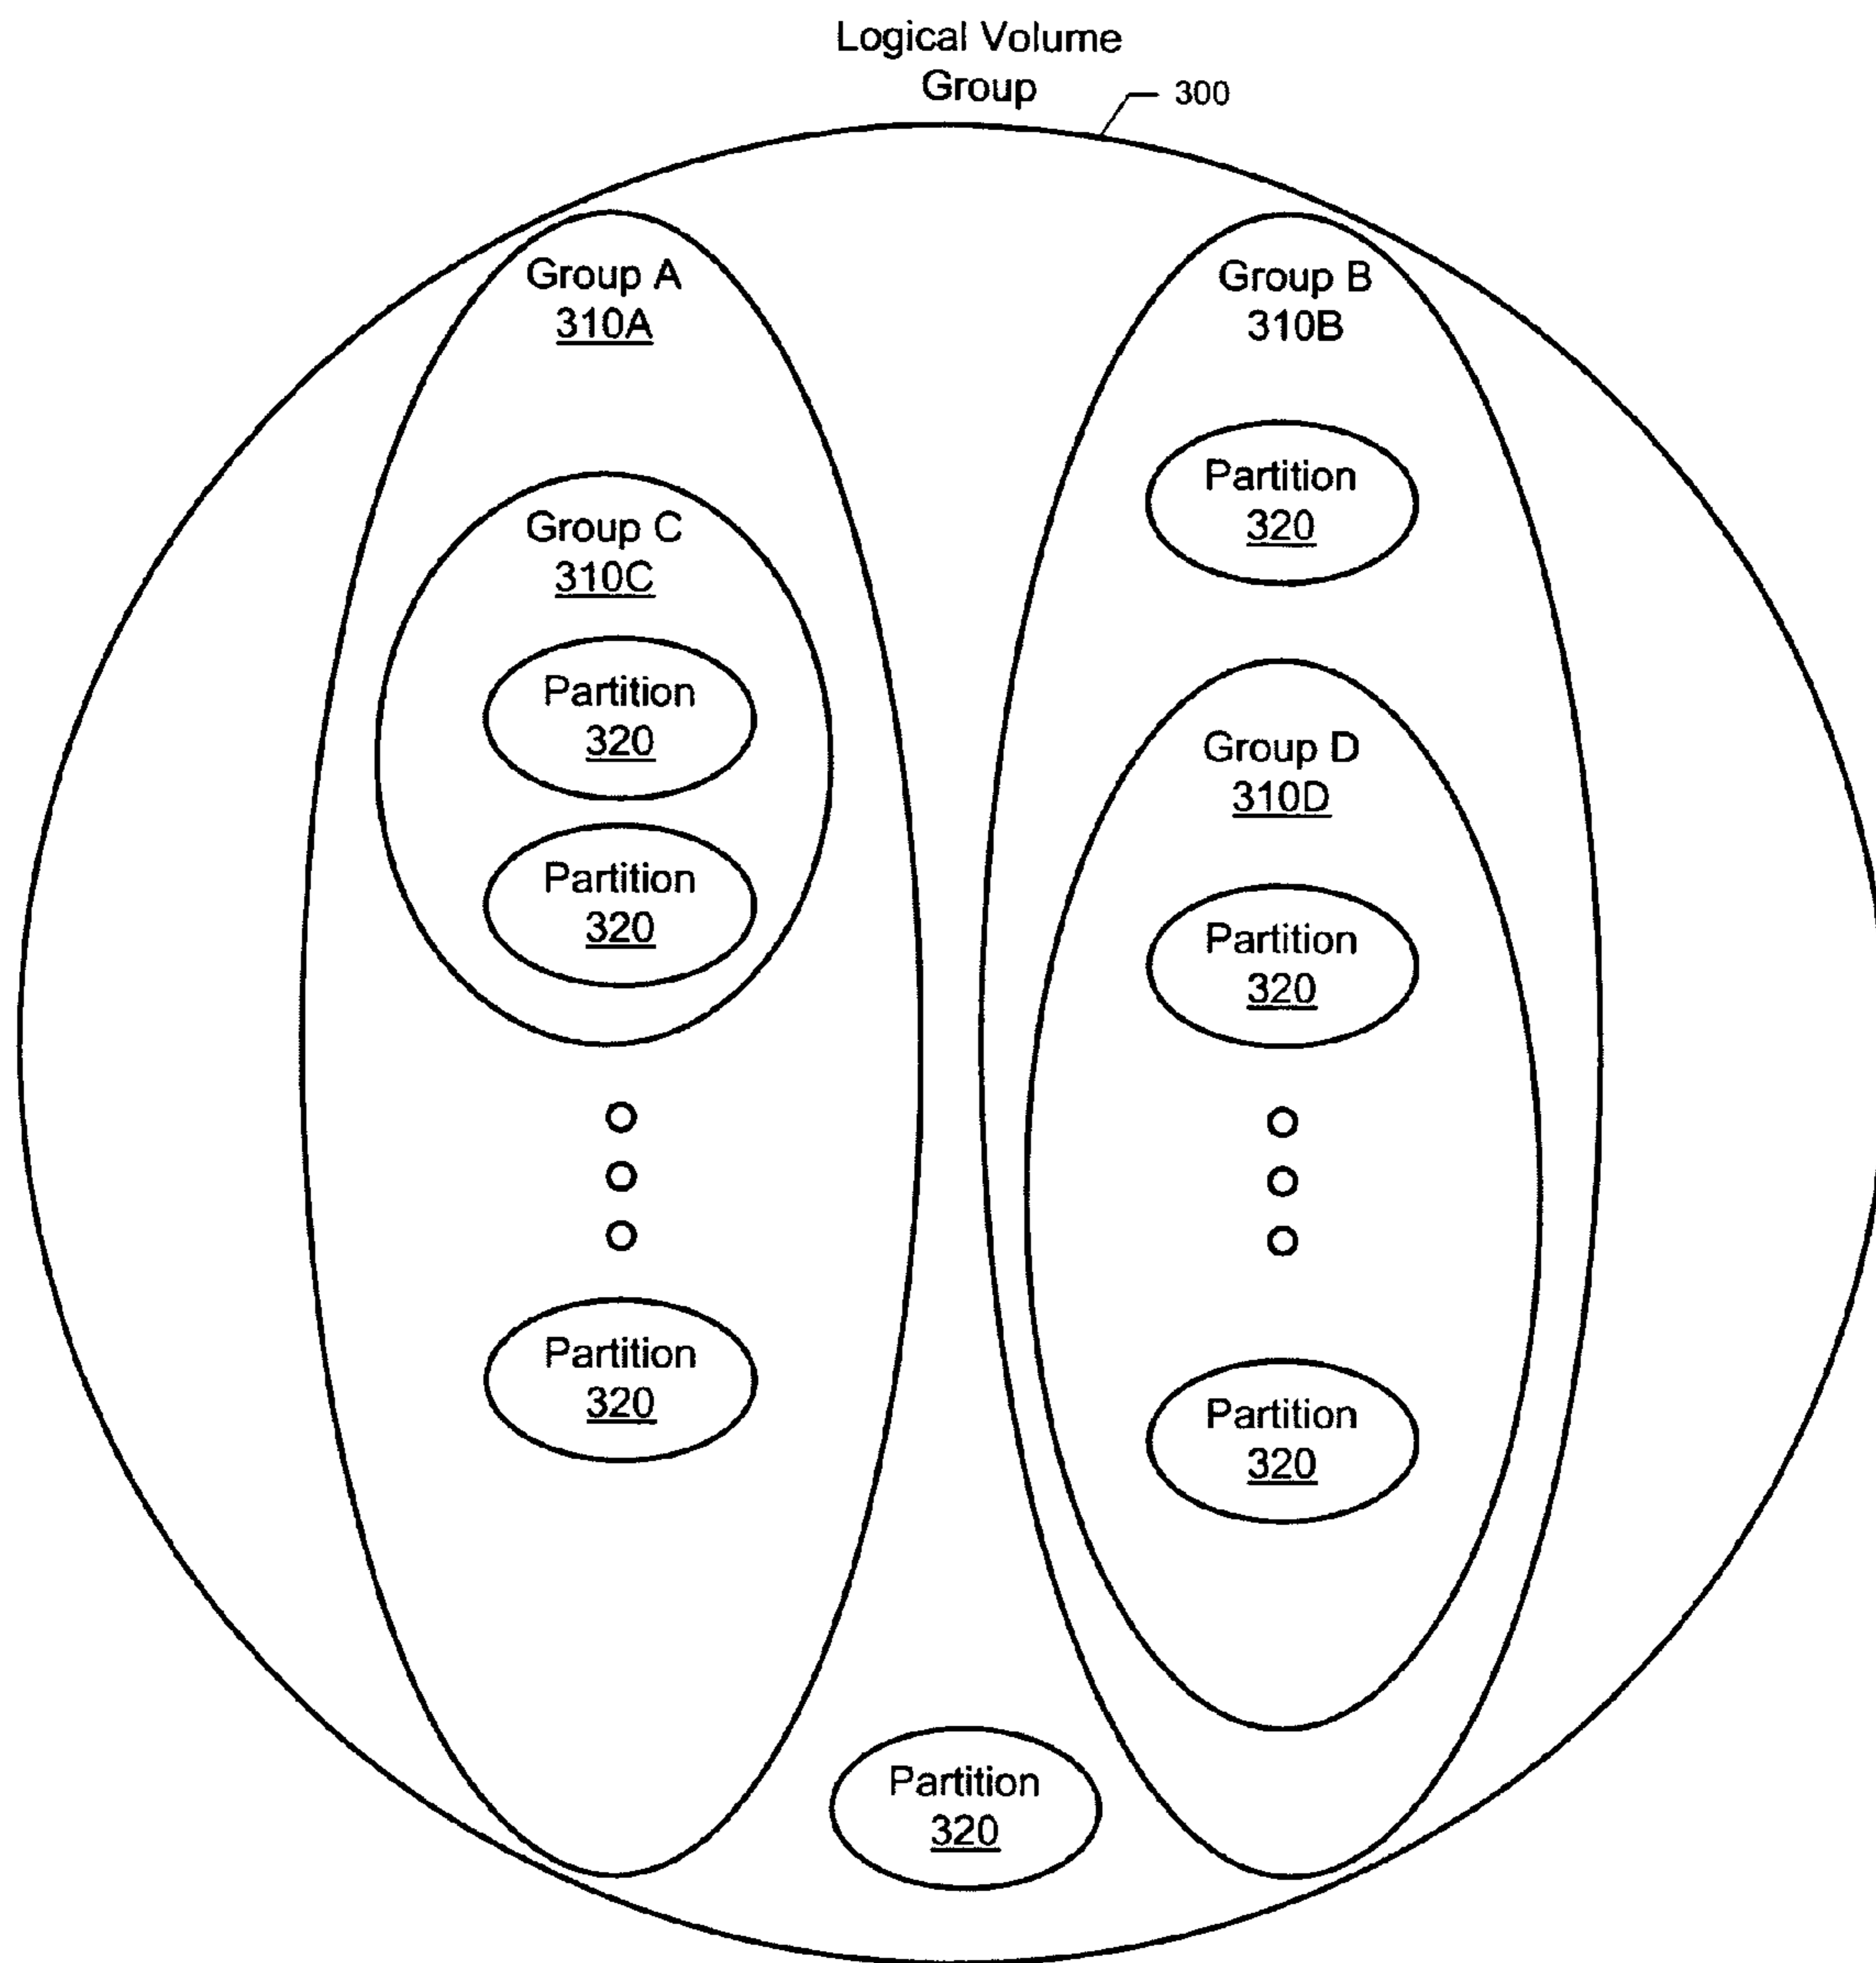 Logical Volume
Group
300
Group A
310A
Group C
310C
Partition
320
Partition
320
Partition
320
Group B
310B
Partition
320
Group D
310D
Partition
320
Partition
320
Partition
320